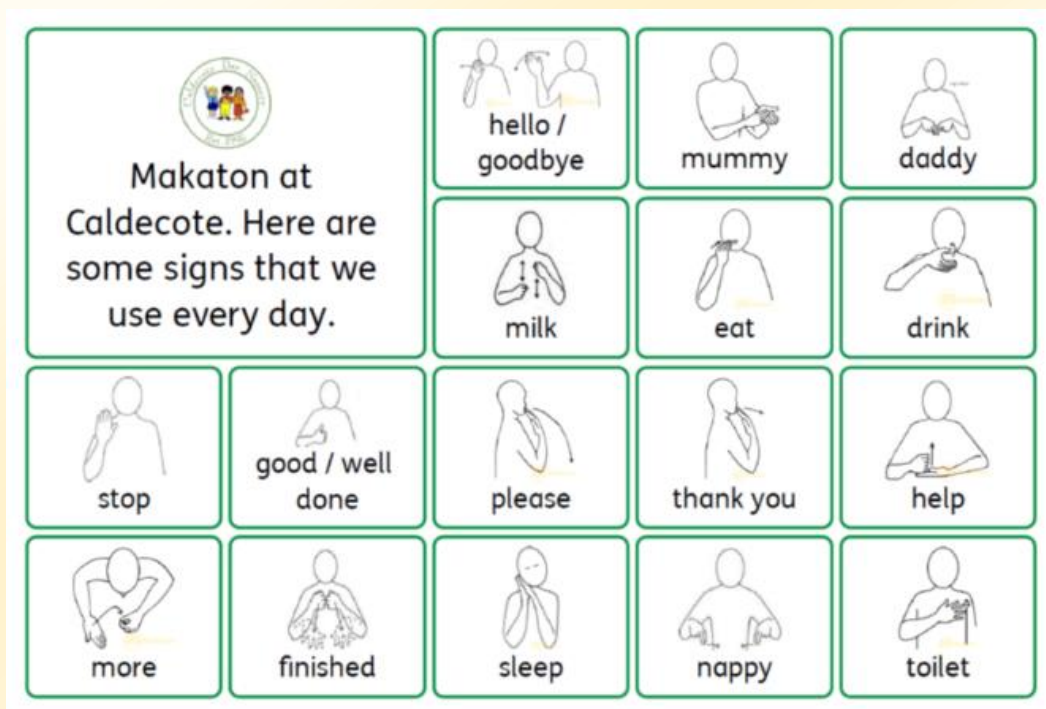 Makaton at
Caldecote. Here are
some signs that we
use every day.
hello /
goodbye
mummy
daddy
milk
eat
drink
stop
good / well
done
please
thank you
help
more
finished
sleep
nappy
toilet